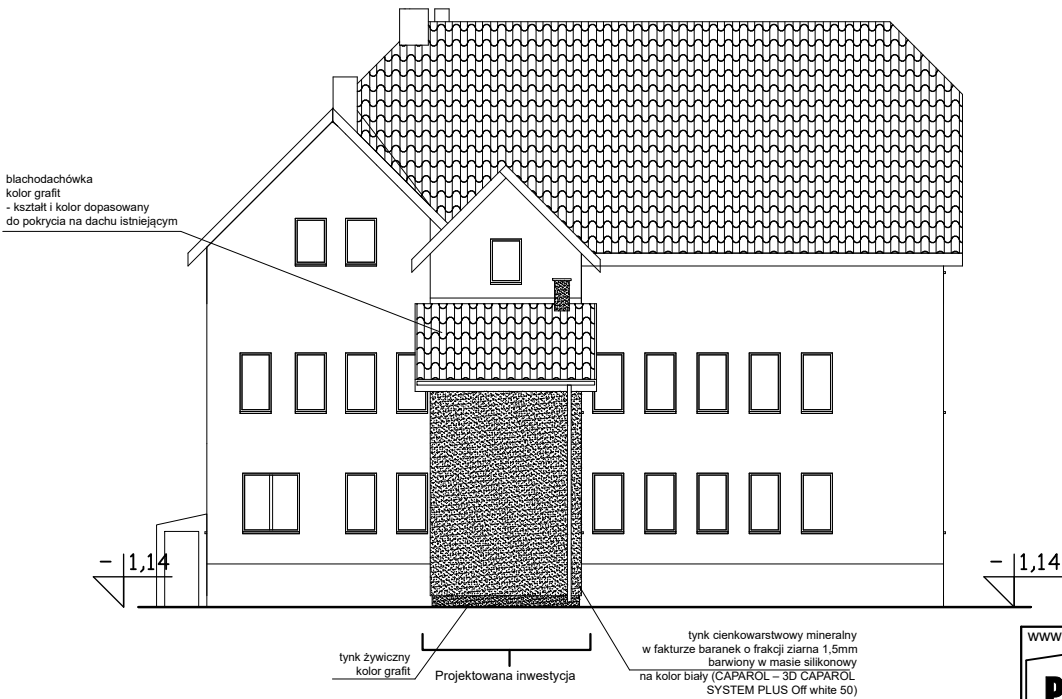 blachodachówka
kolor grafit
- kształt i kolor dopasowany
do pokrycia na dachu istniejącym
- 1,14
- 1,14
tynk żywiczny
kolor grafit
Projektowana inwestycja
tynk cienkowarstwowy mineralny
w fakturze baranek o frakcji ziarna 1,5mm
barwiony w masie silikonowy
na kolor biały (CAPAROL – 3D CAPAROL
SYSTEM PLUS Off white 50)
www